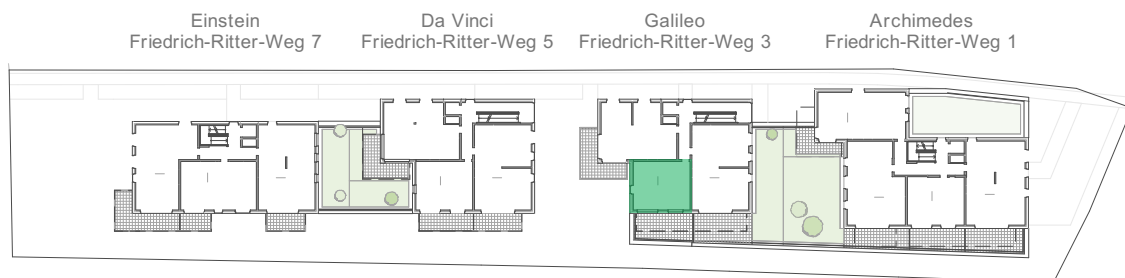 Einstein
Friedrich-Ritter-Weg 7
Da Vinci
Friedrich-Ritter-Weg 5
Galileo
Friedrich-Ritter-Weg 3
Archimedes
Friedrich-Ritter-Weg 1